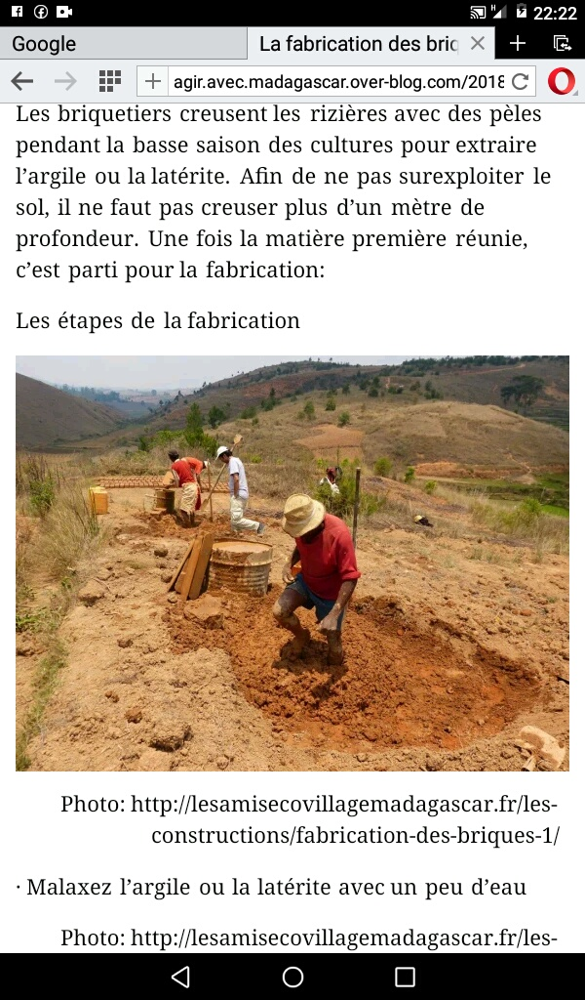 22:22
Google
La fabrication des briq
agir.avec.madagascar.over-blog.com/2018
Les briquetiers creusent les rizières avec des pèles
pendant la basse saison des cultures pour extraire
l’argile ou la latérite. Afin de ne pas surexploiter le
sol, il ne faut pas creuser plus d’un mètre de
profondeur. Une fois la matière première réunie,
c’est parti pour la fabrication:
Les étapes de la fabrication
Photo: http://lesamisecovillagemadagascar.fr/les-
constructions/fabrication-des-briques-1/
· Malaxez l’argile ou la latérite avec un peu d’eau
Photo: http://lesamisecovillagemadagascar.fr/les-